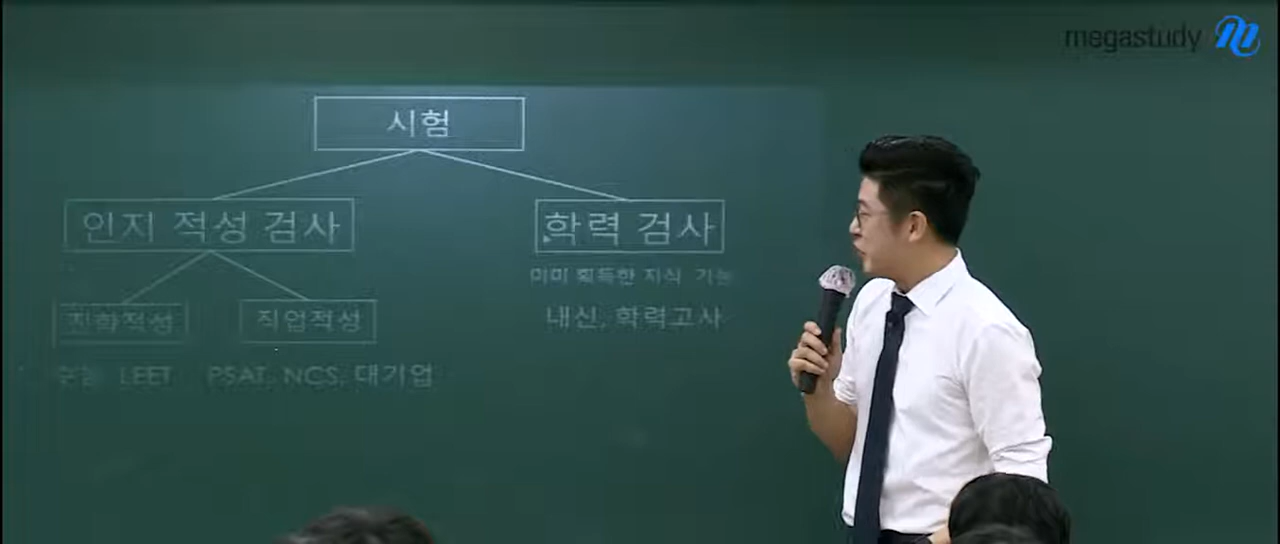 megastudy
시험
인지 적성 검사
학력 검사
이미 획득한 지식 기능
진학적성
직업적성
내신, 학력고사
수능 LEET
PSAT, NCS, 대기업